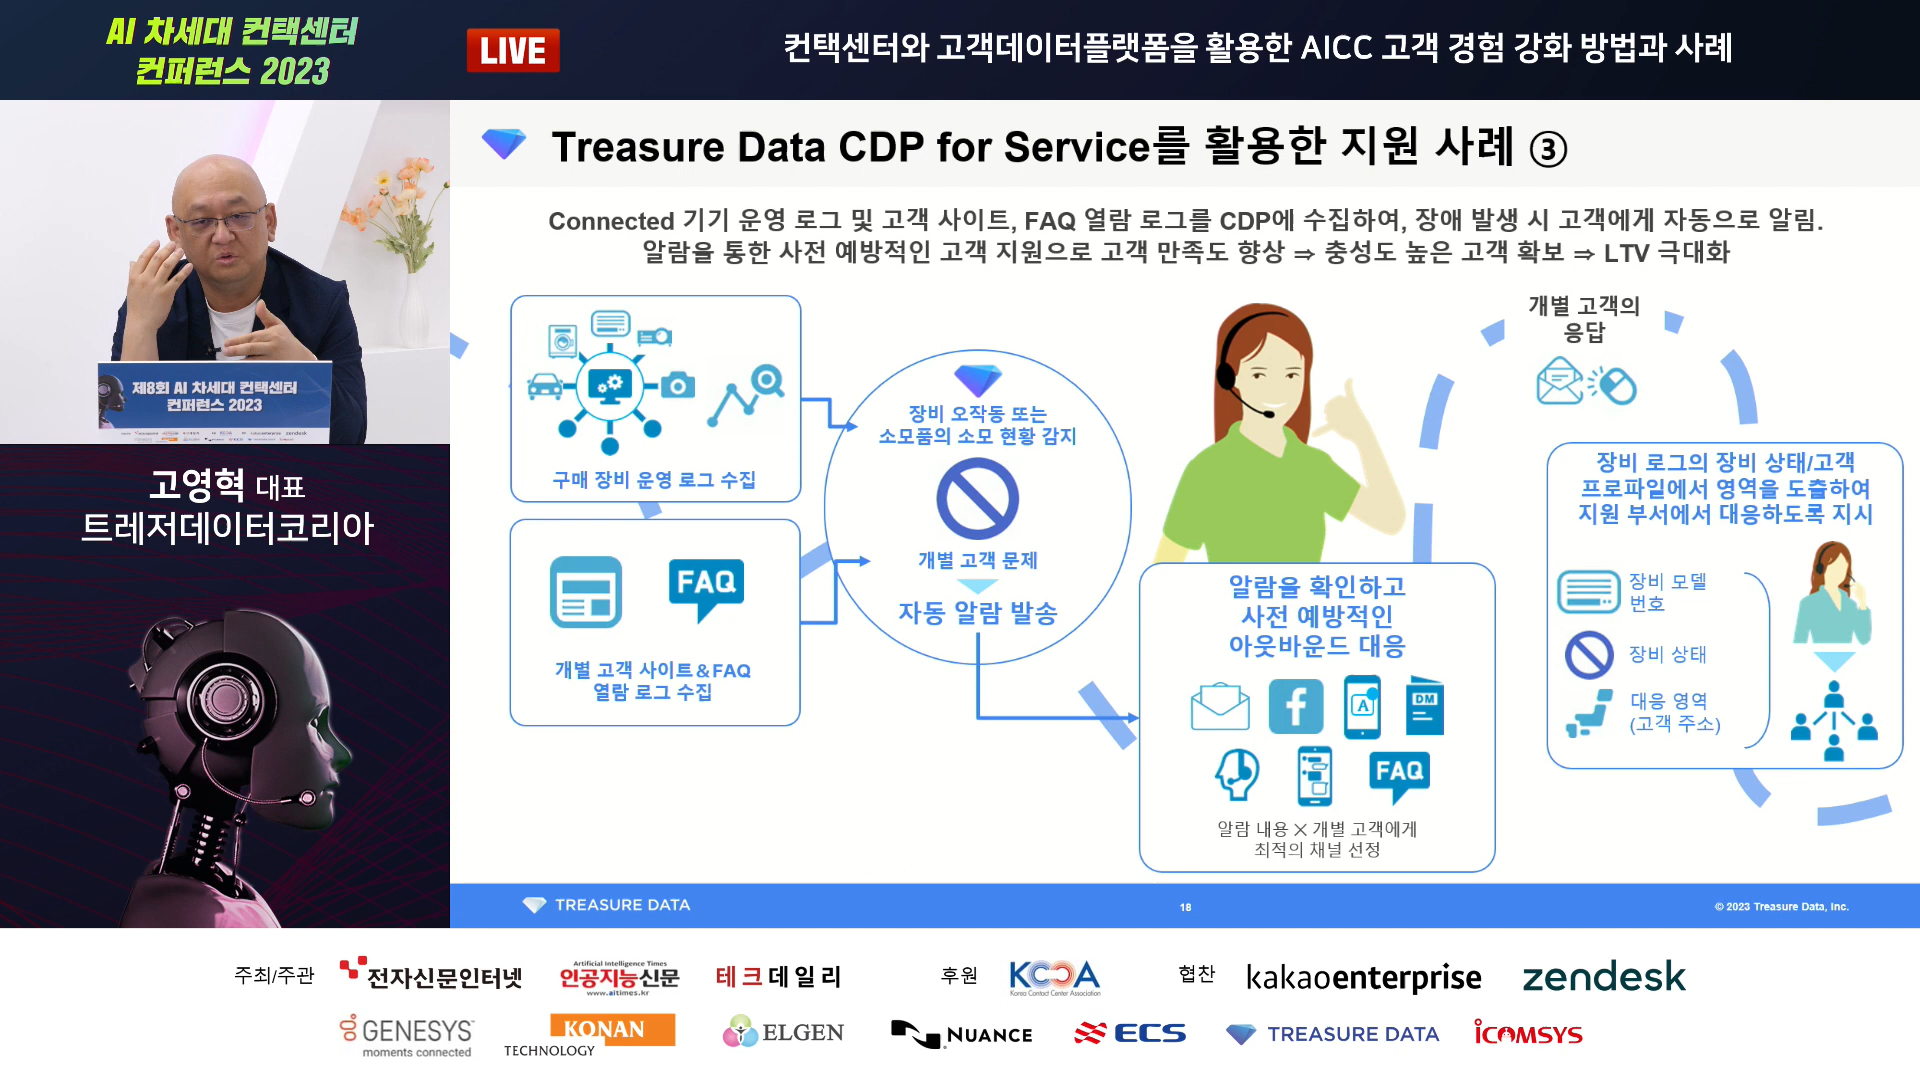 AI 차세대 컨택센터
컨퍼런스 2023
LIVE
컨택센터와 고객데이터플랫폼을 활용한 AICC 고객 경험 강화 방법과 사례
제8회 AI 차세대 컨택센터
컨퍼런스 2023
고영혁 대표
트레저데이터코리아
Treasure Data CDP for Service를 활용한 지원 사례 ③
Connected 기기 운영 로그 및 고객 사이트, FAQ 열람 로그를 CDP에 수집하여, 장애 발생 시 고객에게 자동으로 알림.
알람을 통한 사전 예방적인 고객 지원으로 고객 만족도 향상 ⇒ 충성도 높은 고객 확보 ⇒ LTV 극대화
구매 장비 운영 로그 수집
FAQ
개별 고객 사이트&FAQ
열람 로그 수집
장비 오작동 또는
소모품의 소모 현황 감지
개별 고객 문제
자동 알람 발송
알람을 확인하고
사전 예방적인
아웃바운드 대응
A
DM
FAQ
알람 내용 × 개별 고객에게
최적의 채널 선정
개별 고객의
응답
장비 로그의 장비 상태/고객
프로파일에서 영역을 도출하여
지원 부서에서 대응하도록 지시
장비 모델
번호
장비 상태
대응 영역
(고객 주소)
TREASURE DATA
18
© 2023 Treasure Data, Inc.
주최/주관
전자신문인터넷
Artificial Intelligence Times
인공지능신문
www.aitimes.kr
테크데일리
후원
KCCA
Korea Contact Center Association
협찬
kakaoenterprise
zendesk
GENESYS
moments connected
KONAN
TECHNOLOGY
ELGEN
NUANCE
ECS
TREASURE DATA
iCOMSYS